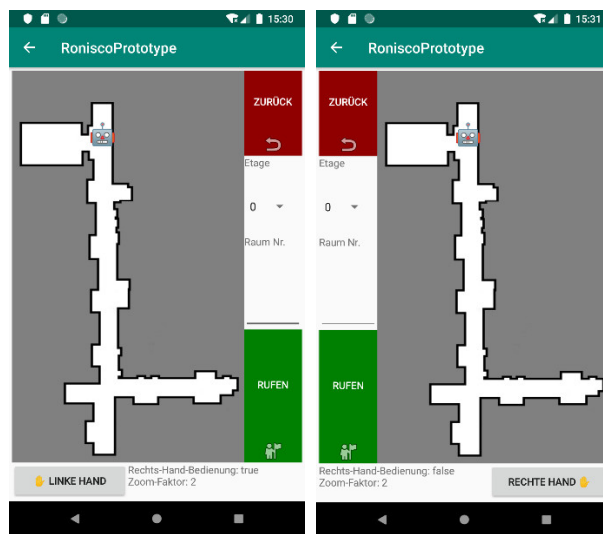 15:30
RoniscoPrototype
ZURÜCK
Etage
0
Raum Nr.
RUFEN
LINKE HAND
Rechts-Hand-Bedienung: true
Zoom-Faktor: 2
15:31
RoniscoPrototype
ZURÜCK
Etage
0
Raum Nr.
RUFEN
Rechts-Hand-Bedienung: false
Zoom-Faktor: 2
RECHTE HAND